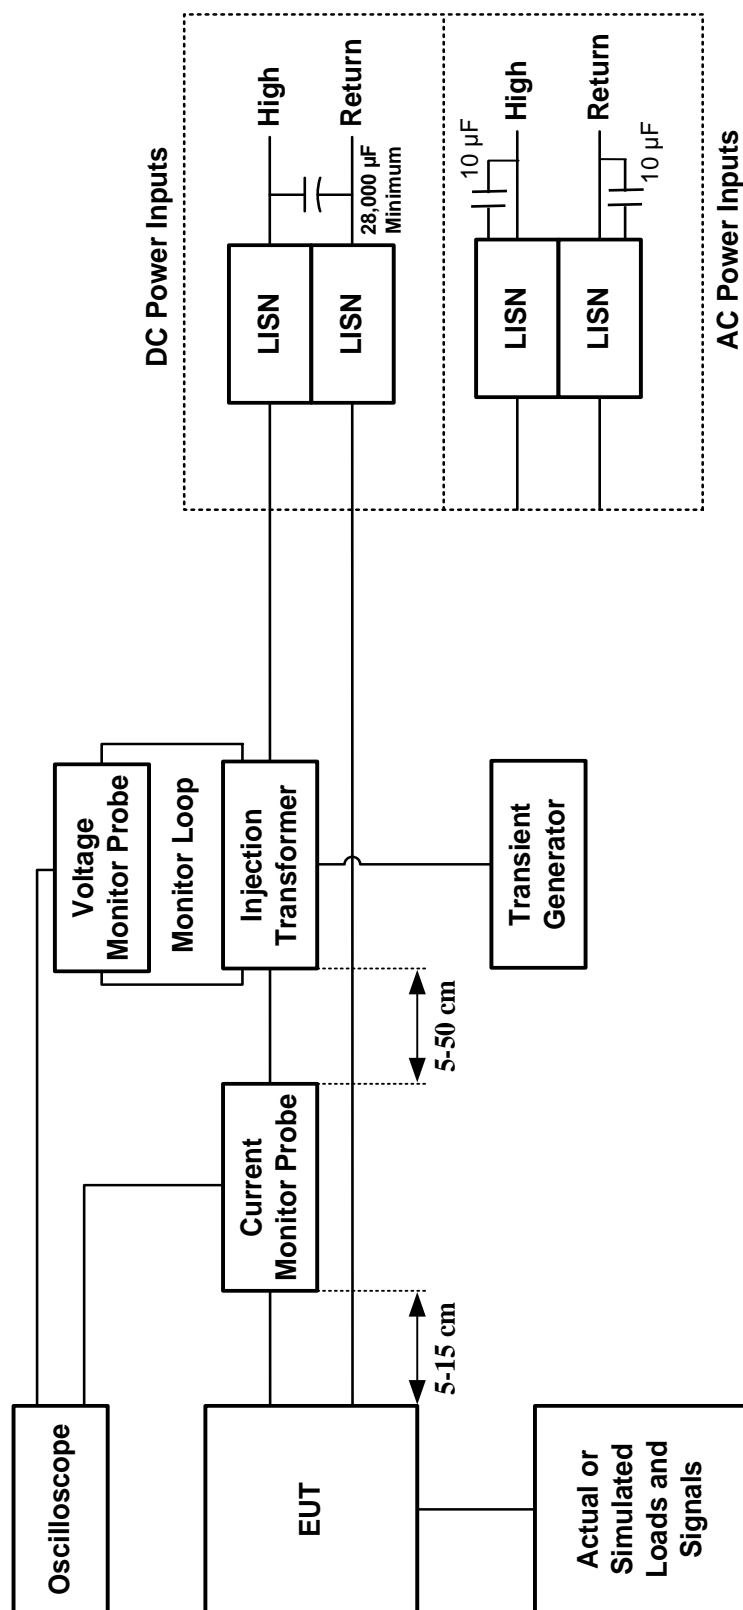 Oscilloscope
Voltage
Monitor Probe
Monitor Loop
DC Power Inputs
EUT
5-15 cm
Current
Monitor Probe
5-50 cm
Injection
Transformer
LISN
LISN
High
Return
28,000 µF
Minimum
Actual or
Simulated
Loads and
Signals
Transient
Generator
LISN
LISN
10 µF
High
Return
10 µF
AC Power Inputs